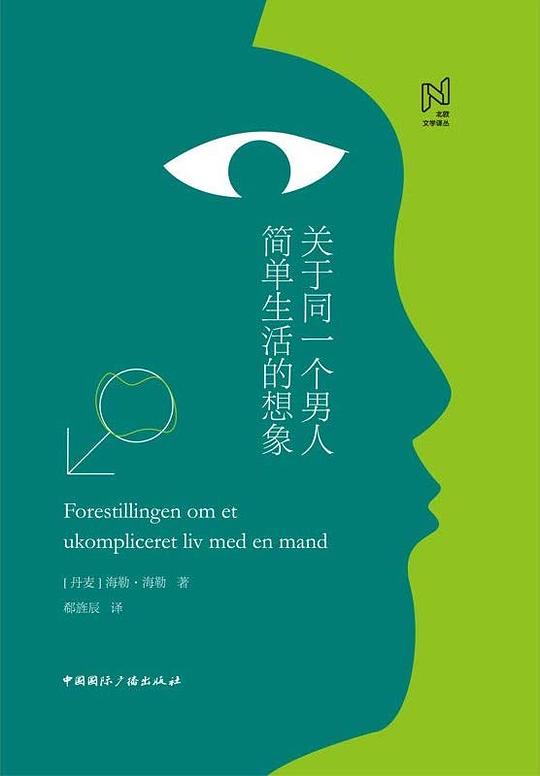 北欧
文学译丛
关于同一个男人
简单生活的想象
Forestillingen om et
ukompliceret liv med en mand
[ 丹麦 ] 海勒·海勒 著
郗旌辰 译
中国国际广播出版社